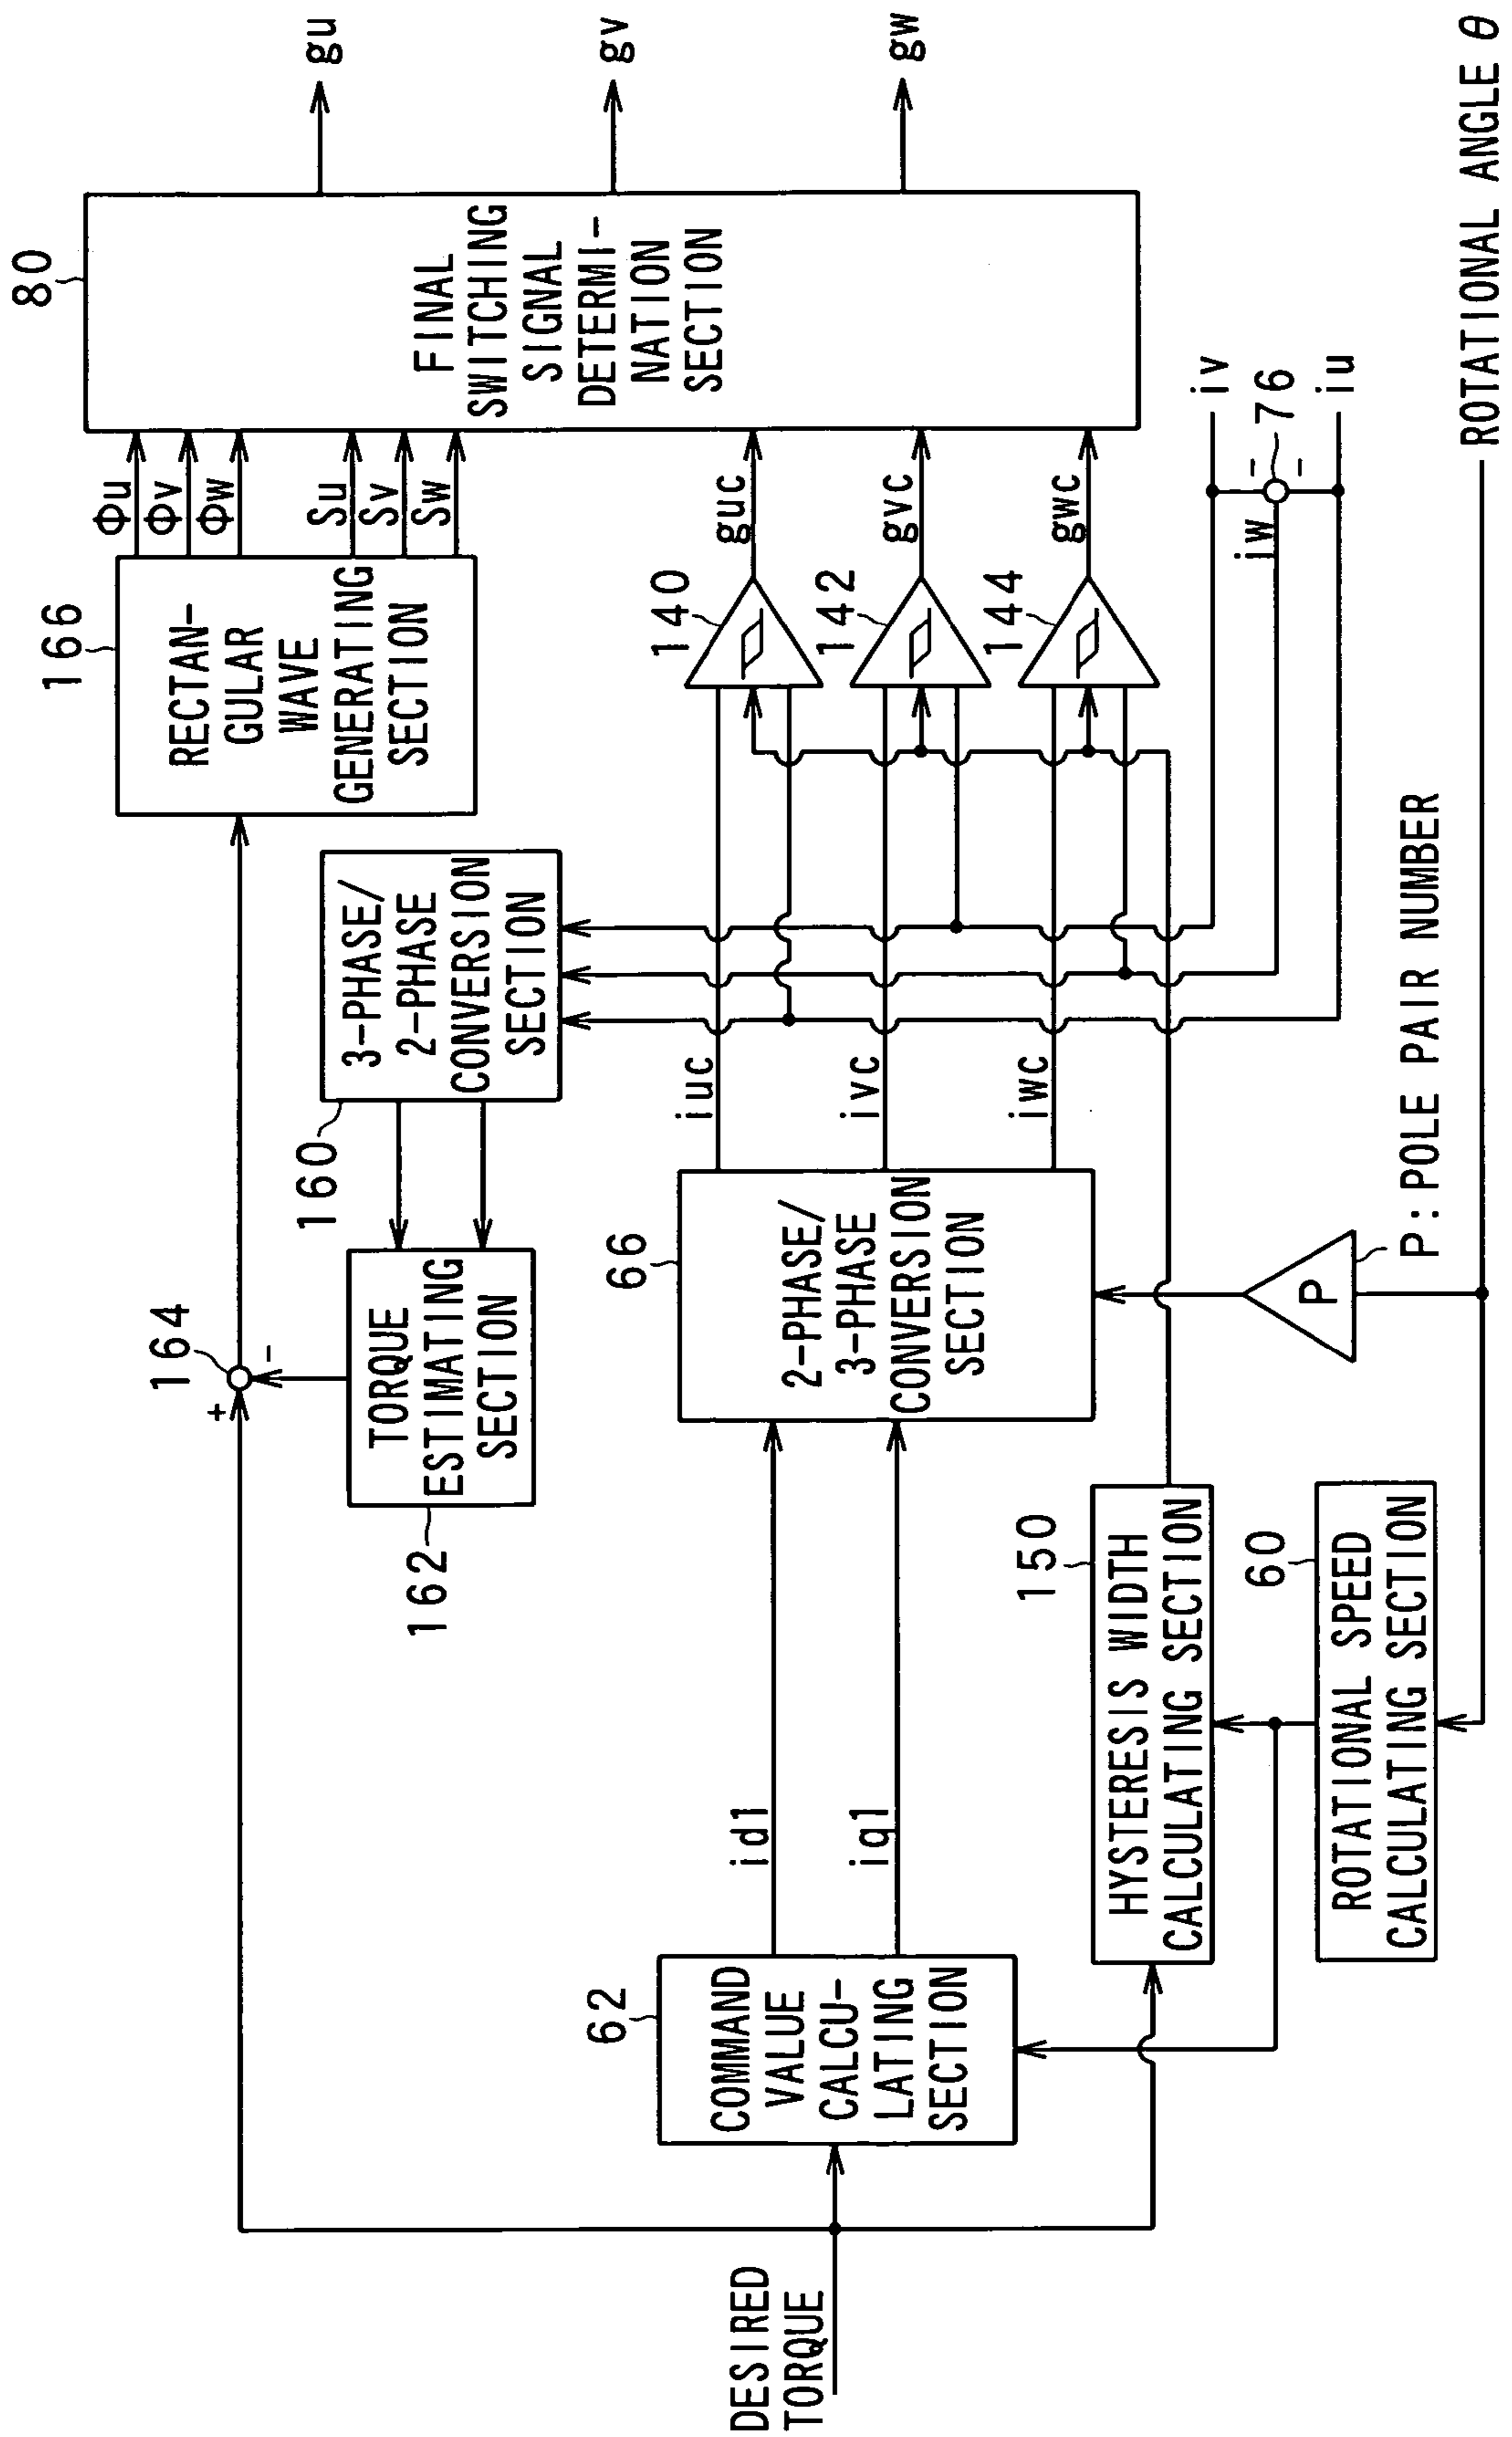 DESIRED
TORQUE
62
COMMAND
VALUE
CALCU-
LATING
SECTION
id1
iq1
164
+
-
162
TORQUE
ESTIMATING
SECTION
160
3-PHASE/
2-PHASE
CONVERSION
SECTION
66
2-PHASE/
3-PHASE
CONVERSION
SECTION
iuc
ivc
iwc
150
HYSTERESIS WIDTH
CALCULATING SECTION
60
ROTATIONAL SPEED
CALCULATING SECTION
P
P:POLE PAIR NUMBER
166
RECTAN-
GULAR
WAVE
GENERATING
SECTION
Φu
Φv
Φw
Su
Sv
Sw
140
142
144
guc
gvc
gwc
iv
-
76
-
iw
iu
80
FINAL
SWITCHING
SIGNAL
DETERMI-
NATION
SECTION
gu
gv
gw
ROTATIONAL ANGLE θ